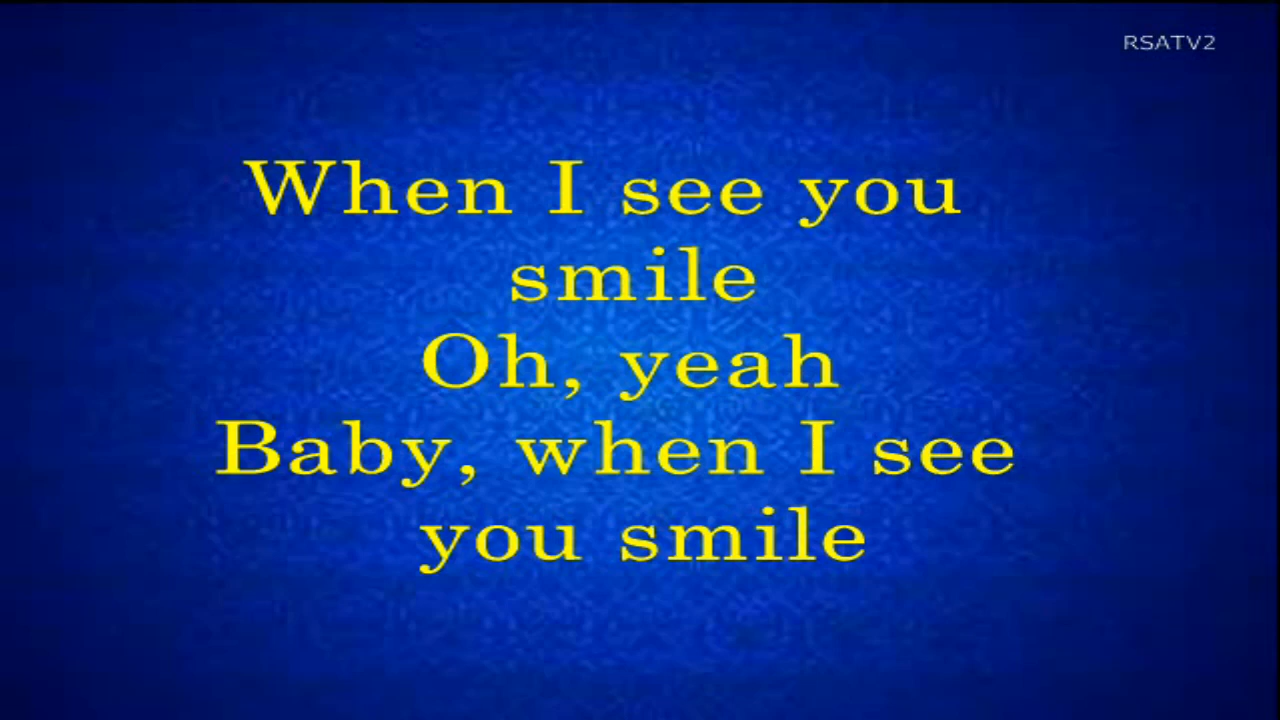 RSATV2
When I see you
smile
Oh, yeah
Baby, when I see
you smile